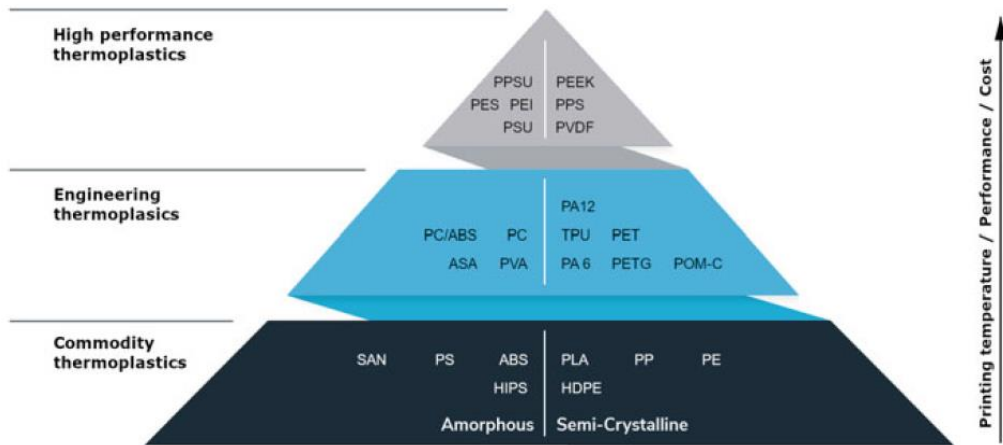 High performance
thermoplastics
PPSU PEEK
PES PEI PPS
PSU PVDF
Engineering
thermoplasics
PA12
PC/ABS PC TPU PET
ASA PVA PA 6 PETG POM-C
Commodity
thermoplastics
SAN PS ABS PLA PP PE
HIPS HDPE
Amorphous Semi-Crystalline
Printing temperature / Performance / Cost